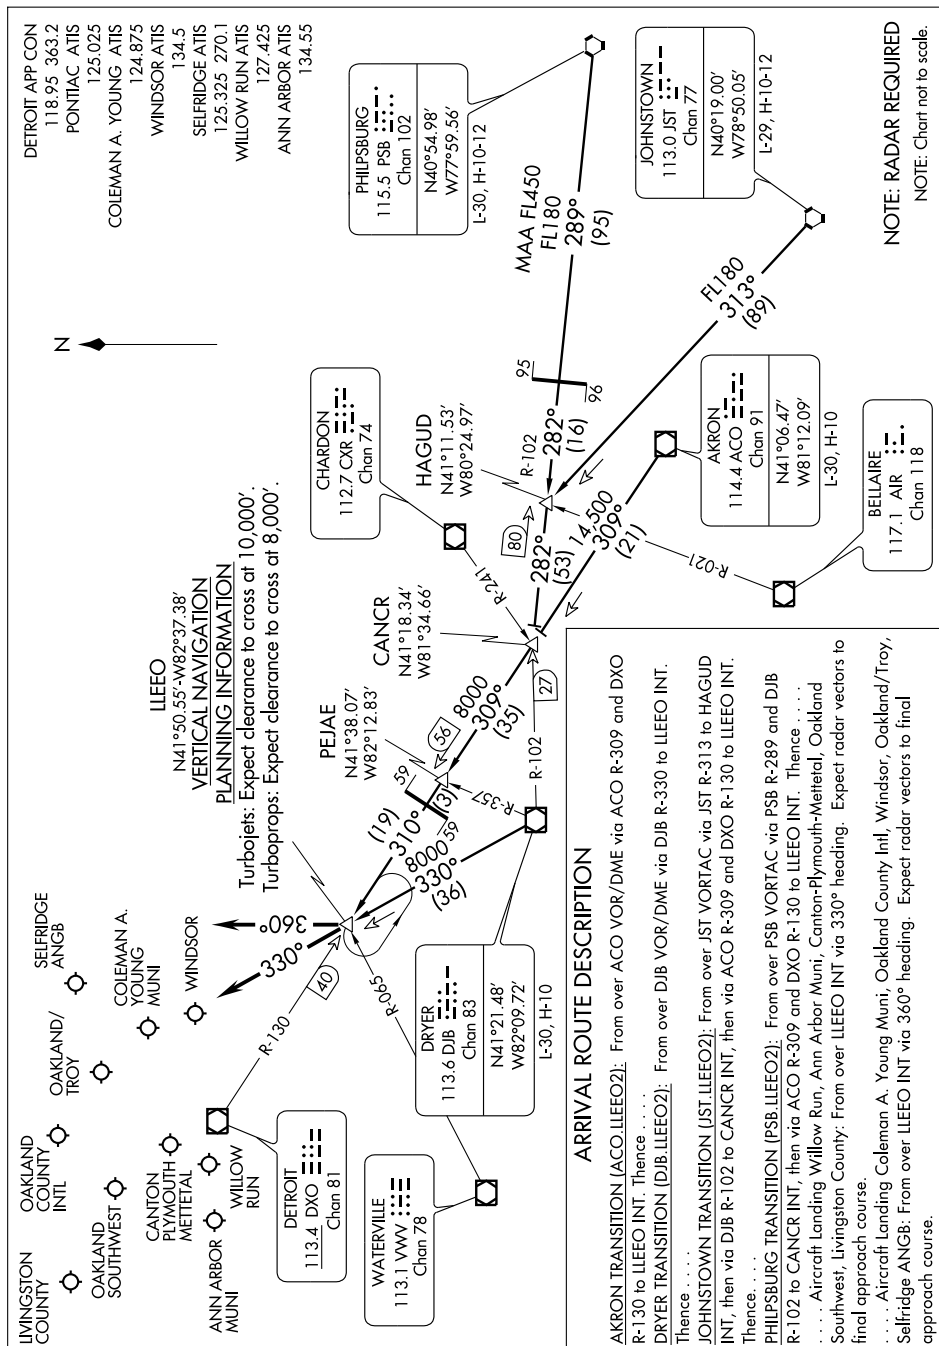 DETROIT APP CON
118.95 363.2
PONTIAC ATIS
125.025
COLEMAN A. YOUNG ATIS
124.875
WINDSOR ATIS
134.5
SELFRIDGE ATIS
125.325 270.1
WILLOW RUN ATIS
127.425
ANN ARBOR ATIS
134.55
N
LIVINGSTON
COUNTY
OAKLAND
COUNTY
INTL
OAKLAND/
TROY
SELFRIDGE
ANGB
OAKLAND
SOUTHWEST
COLEMAN A.
YOUNG
MUNI
CANTON
PLYMOUTH
METTETAL
WINDSOR
ANN ARBOR
MUNI
WILLOW
RUN
LLEEO
N41°50.55'-W82°37.38'
VERTICAL NAVIGATION
PLANNING INFORMATION
Turbojets: Expect clearance to cross at 10,000'.
Turboprops: Expect clearance to cross at 8,000'.
PHILPSBURG
115.5 PSB
Chan 102
N40°54.98'
W77°59.56'
L-30, H-10-12
JOHNSTOWN
113.0 JST
Chan 77
N40°19.00'
W78°50.05'
L-29, H-10-12
CHARDON
112.7 CXR
Chan 74
HAGUD
N41°11.53'
W80°24.97'
CANCR
N41°18.34'
W81°34.66'
PEJAE
N41°38.07'
W82°12.83'
DETROIT
113.4 DXO
Chan 81
WATERVILLE
113.1 VWV
Chan 78
DRYER
113.6 DJB
Chan 83
N41°21.48'
W82°09.72'
L-30, H-10
AKRON
114.4 ACO
Chan 91
N41°06.47'
W81°12.09'
L-30, H-10
BELLAIRE
117.1 AIR
Chan 118
330°
360°
R-130
40
R-065
(19)
310°
(3)
59
59
8000
330°
(36)
R-357
56
8000
309°
(35)
R-102
27
R-241
282°
(53)
80
R-102
14,500
309°
(21)
R-021
282°
(16)
95
96
MAA FL450
FL180
289°
(95)
FL180
313°
(89)
NOTE: RADAR REQUIRED
NOTE: Chart not to scale.
ARRIVAL ROUTE DESCRIPTION
AKRON TRANSITION (ACO.LLEEO2): From over ACO VOR/DME via ACO R-309 and DXO
R-130 to LLEEO INT. Thence . . . .
DRYER TRANSITION (DJB.LLEEO2): From over DJB VOR/DME via DJB R-330 to LLEEO INT.
Thence . . . .
JOHNSTOWN TRANSITION (JST.LLEEO2): From over JST VORTAC via JST R-313 to HAGUD
INT, then via DJB R-102 to CANCR INT, then via ACO R-309 and DXO R-130 to LLEEO INT.
Thence . . . .
PHILPSBURG TRANSITION (PSB.LLEEO2): From over PSB VORTAC via PSB R-289 and DJB
R-102 to CANCR INT, then via ACO R-309 and DXO R-130 to LLEEO INT. Thence . . . .
. . . . Aircraft Landing Willow Run, Ann Arbor Muni, Canton-Plymouth-Mettetal, Oakland
Southwest, Livingston County: From over LLEEO INT via 330° heading. Expect radar vectors to
final approach course.
. . . . Aircraft Landing Coleman A. Young Muni, Oakland County Intl, Windsor, Oakland/Troy,
Selfridge ANGB: From over LLEEO INT via 360° heading. Expect radar vectors to final
approach course.